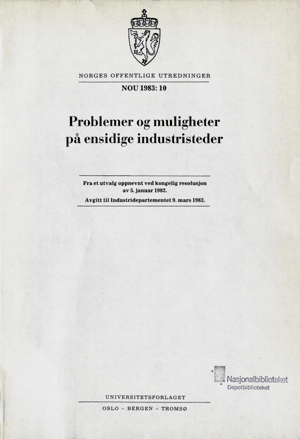 NORGES OFFENTLIGE UTREDNINGER
NOU 1983: 10
Problemer og muligheter
på ensidige industristeder
Fra et utvalg oppnevnt ved kongelig resolusjon
av 5. januar 1982.
Avgitt til Industridepartementet 9. mars 1983.
Nasjonalbiblioteket
Depotbiblioteket
UNIVERSITETSFORLAGET
OSLO – BERGEN – TROMSØ